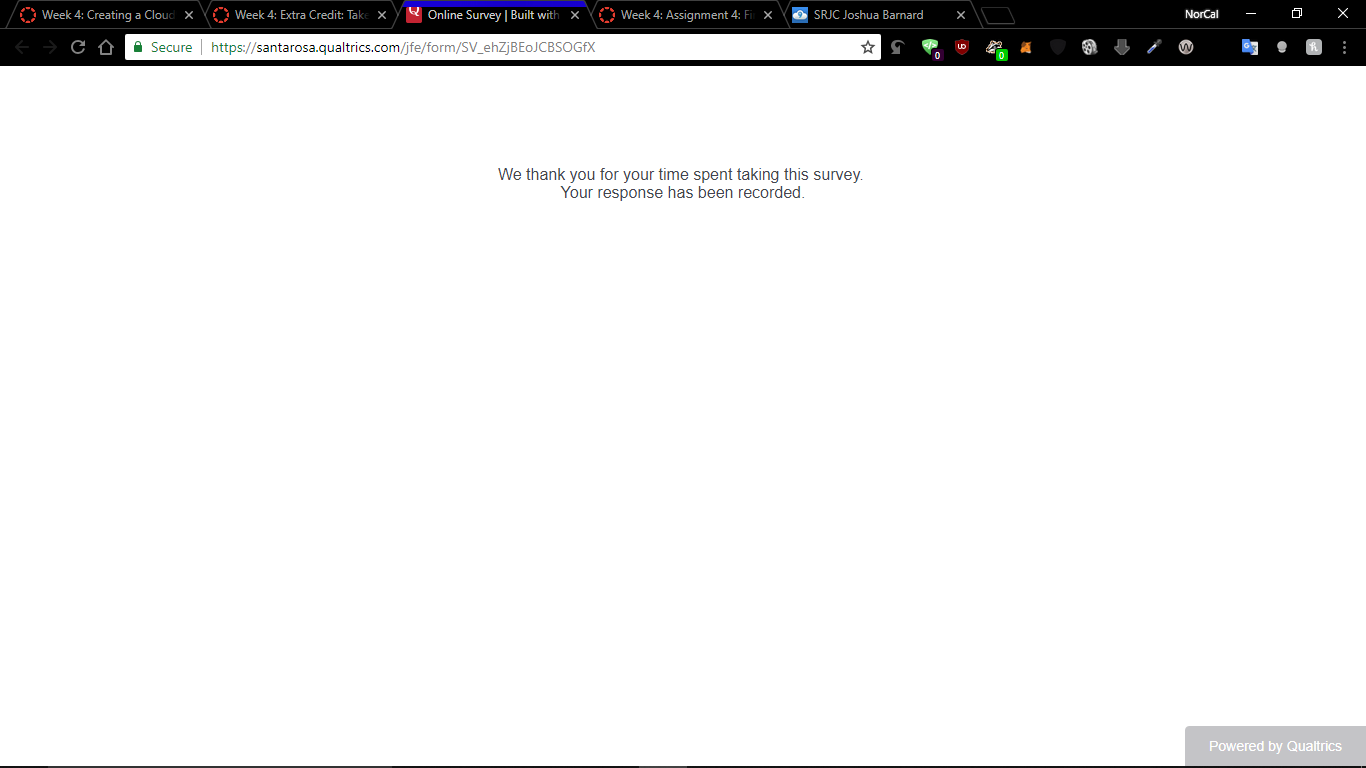 Week 4: Creating a Cloud
Week 4: Extra Credit: Take
Online Survey | Built with
Week 4: Assignment 4: Fi
SRJC Joshua Barnard
NorCal
Secure
https://santarosa.qualtrics.com/jfe/form/SV_ehZjBEoJCBSOGfX
0
UD
0
We thank you for your time spent taking this survey.
Your response has been recorded.
Powered by Qualtrics